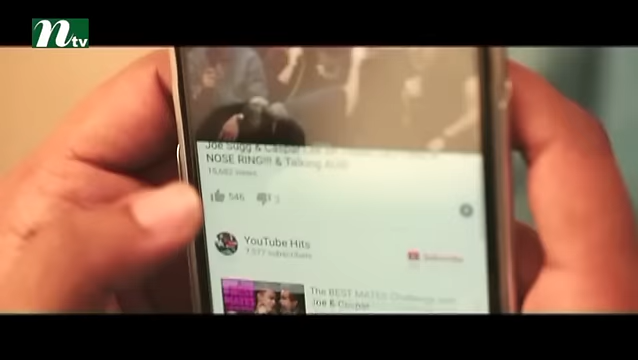 ntv
Joe Sugg & Caspar Lee
NOSE RING!!! & Talking
15,682 views
546
YouTube Hits
7,577 subscribers
Subscribe
The BEST MATES Challenge with
Joe & Caspar